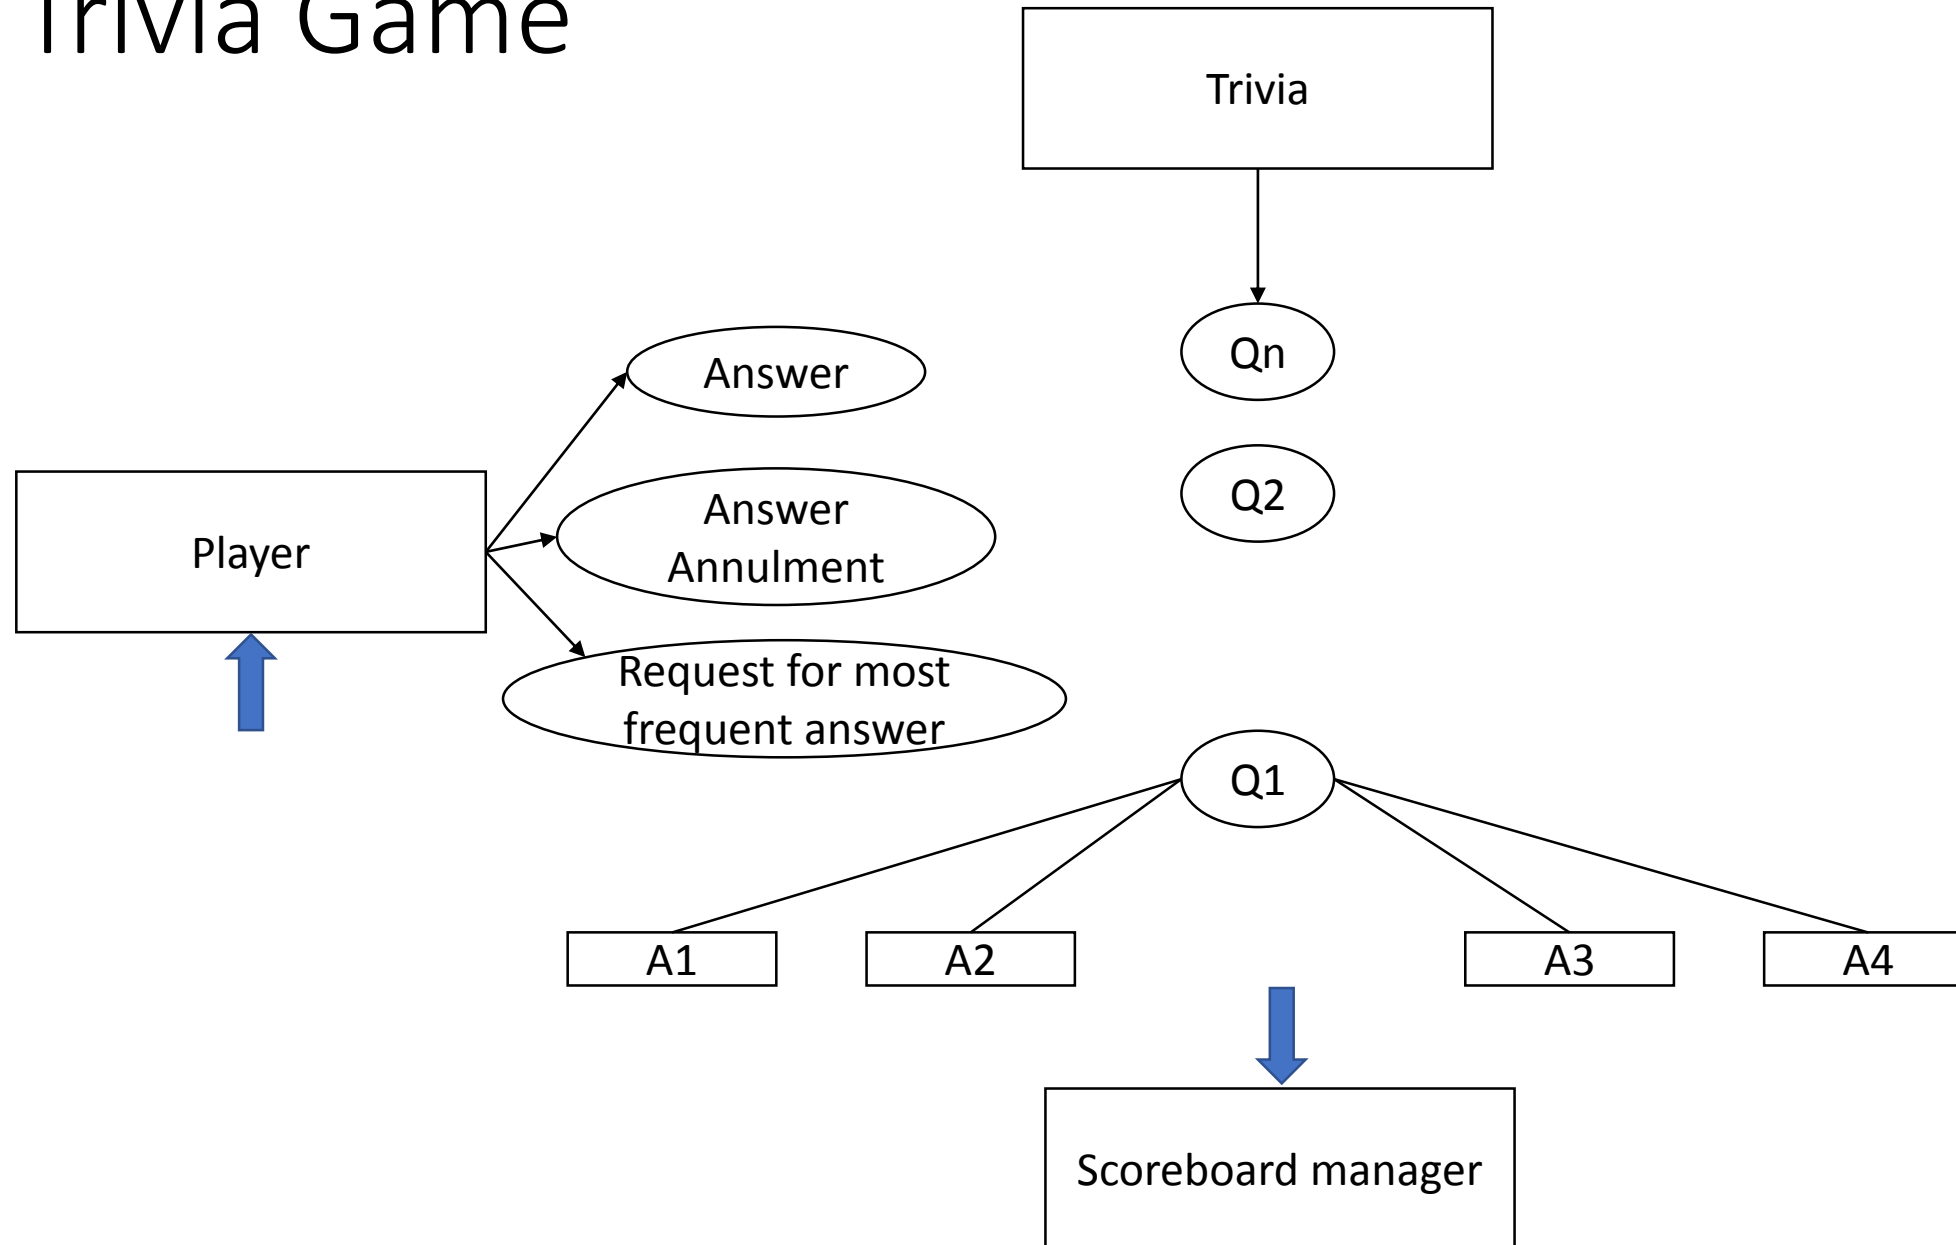 Trivia Game
Trivia
Qn
Answer
Q2
Answer
Annulment
Player
Request for most
frequent answer
Q1
A1
A2
A3
A4
Scoreboard manager